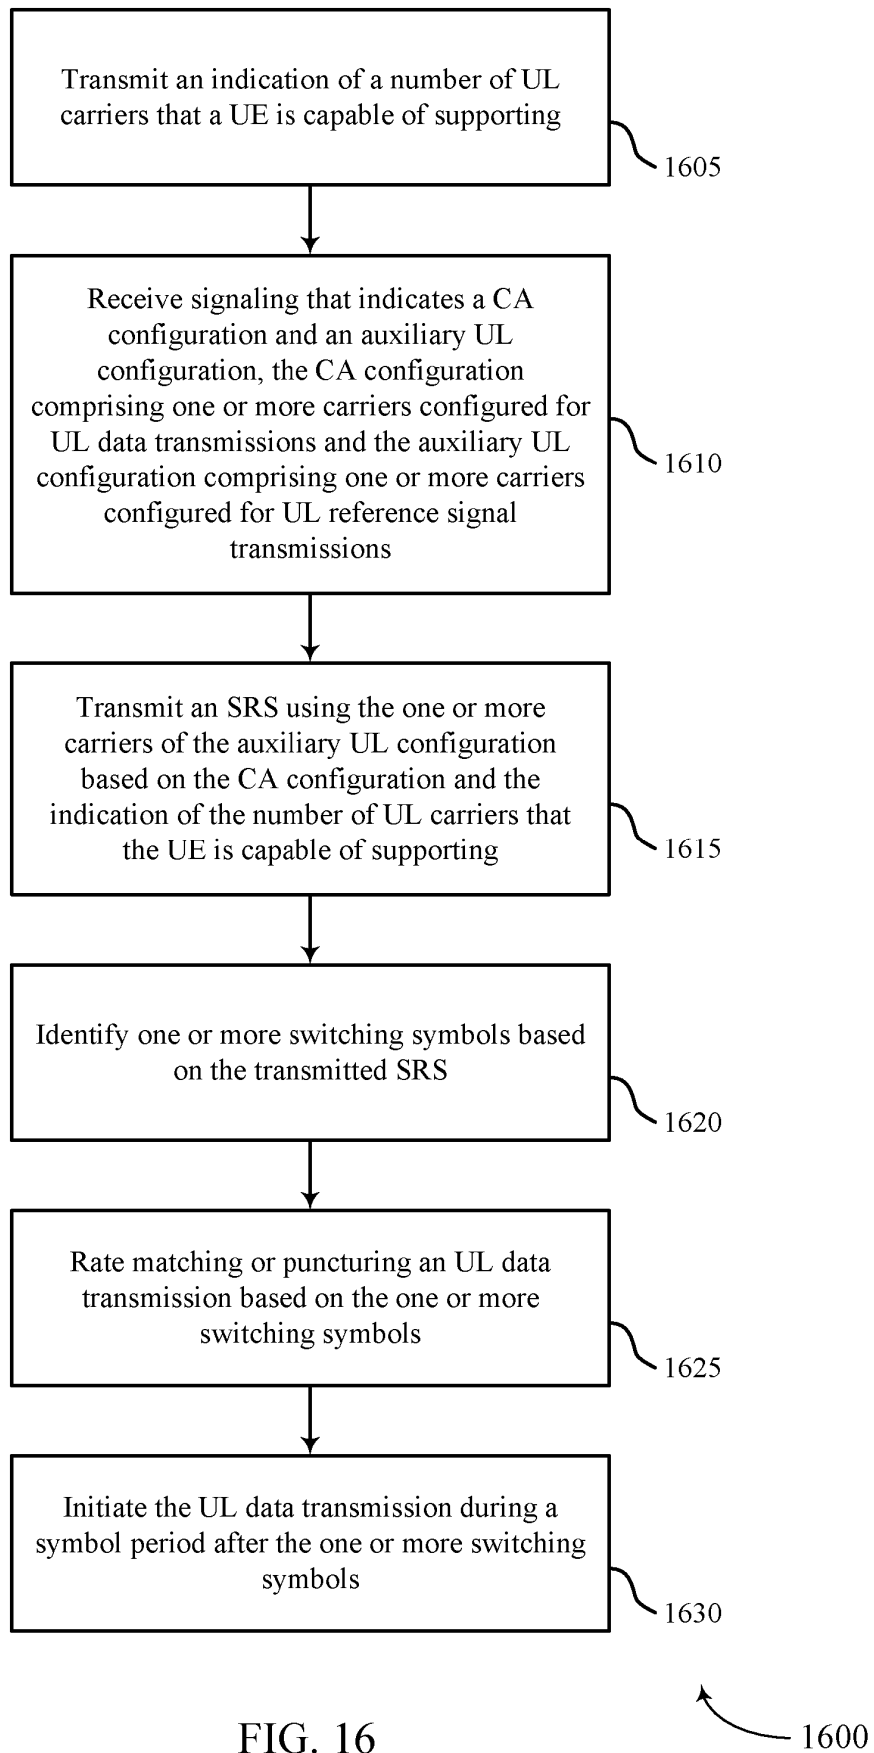 Transmit an indication of a number of UL
carriers that a UE is capable of supporting
1605
Receive signaling that indicates a CA
configuration and an auxiliary UL
configuration, the CA configuration
comprising one or more carriers configured for
UL data transmissions and the auxiliary UL
configuration comprising one or more carriers
configured for UL reference signal
transmissions
1610
Transmit an SRS using the one or more
carriers of the auxiliary UL configuration
based on the CA configuration and the
indication of the number of UL carriers that
the UE is capable of supporting
1615
Identify one or more switching symbols based
on the transmitted SRS
1620
Rate matching or puncturing an UL data
transmission based on the one or more
switching symbols
1625
Initiate the UL data transmission during a
symbol period after the one or more switching
symbols
1630
FIG. 16
1600